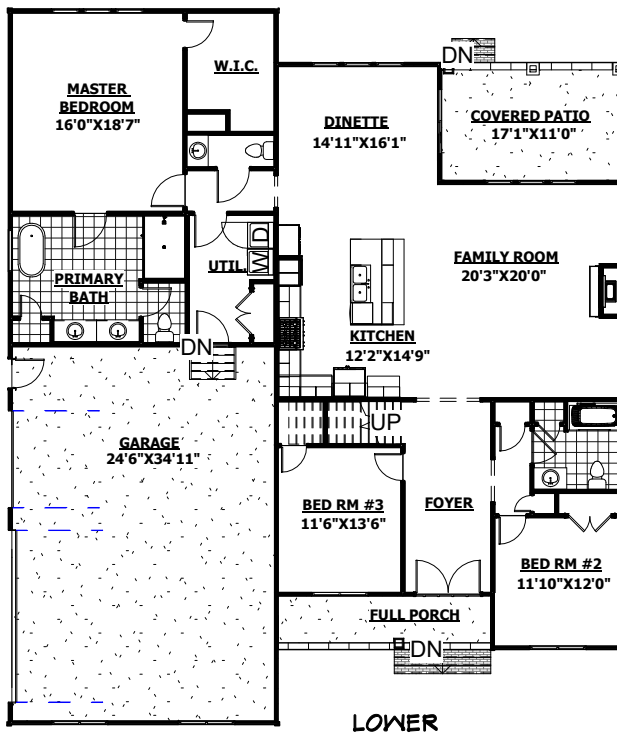 MASTER
BEDROOM
16'0"X18'7"
W.I.C.
DINETTE
14'11"X16'1"
DN
COVERED PATIO
17'1"X11'0"
PRIMARY
BATH
UTIL.
D
W
FAMILY ROOM
20'3"X20'0"
KITCHEN
12'2"X14'9"
DN
GARAGE
24'6"X34'11"
UP
BED RM #3
11'6"X13'6"
FOYER
BED RM #2
11'10"X12'0"
FULL PORCH
DN
LOWER